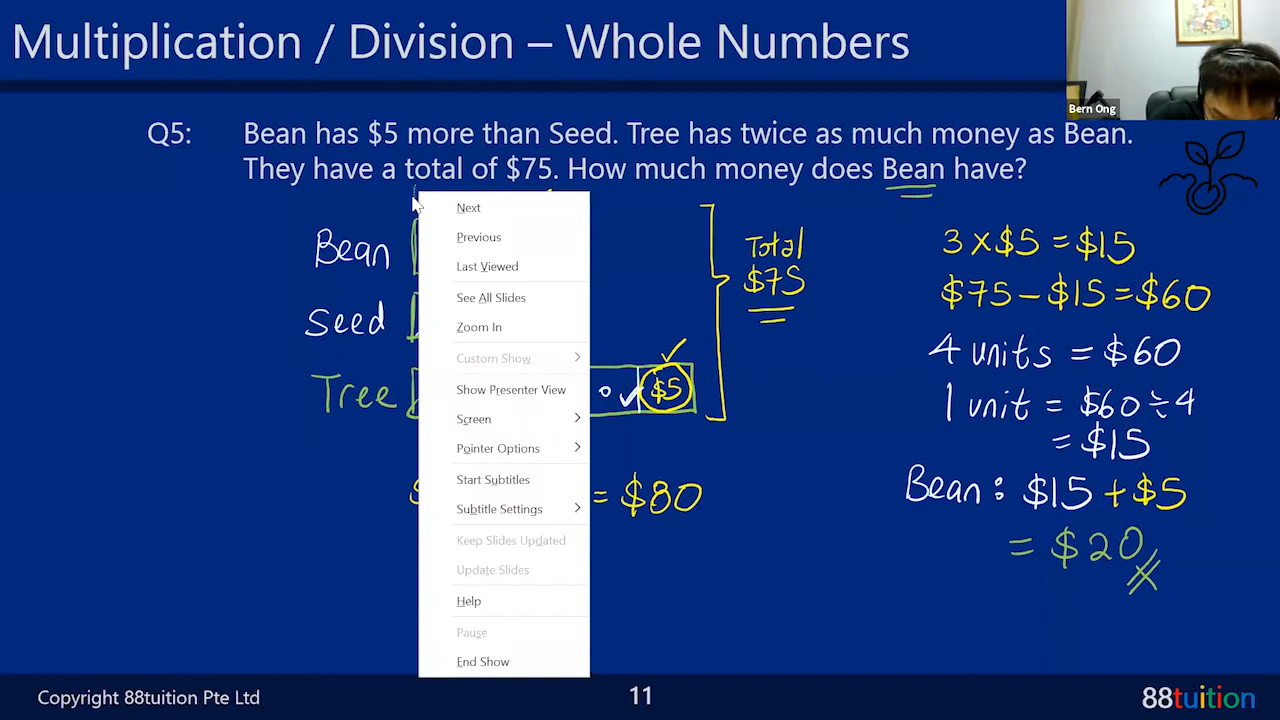 Multiplication / Division – Whole Numbers
Bern Ong
Q5: Bean has $5 more than Seed. Tree has twice as much money as Bean.
They have a total of $75. How much money does Bean have?
Bean
Seed
Tree
$5
= $80
Total
$75
Next
Previous
Last Viewed
See All Slides
Zoom In
Custom Show
Show Presenter View
Screen
Pointer Options
Start Subtitles
Subtitle Settings
Keep Slides Updated
Update Slides
Help
Pause
End Show
3 x $5 = $15
$75 – $15 = $60
4 units = $60
1 unit = $60 ÷ 4
= $15
Bean : $15 + $5
= $20
Copyright 88tuition Pte Ltd
11
88tuition